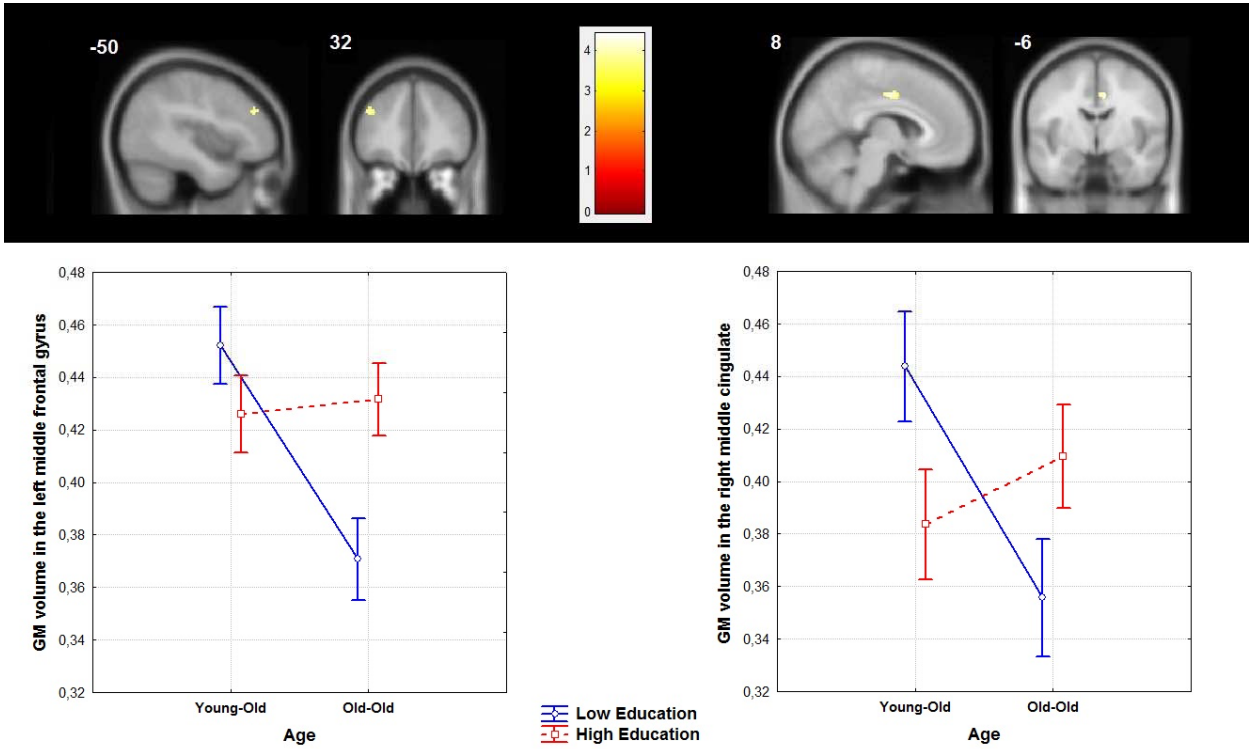 -50
32
4
3
2
1
0
8
-6
GM volume in the left middle frontal gyrus
0,48
0,46
0,44
0,42
0,40
0,38
0,36
0,34
0,32
Young-Old
Old-Old
Age
Low Education
High Education
GM volume in the right middle cingulate
0,48
0,46
0,44
0,42
0,40
0,38
0,36
0,34
0,32
Young-Old
Old-Old
Age